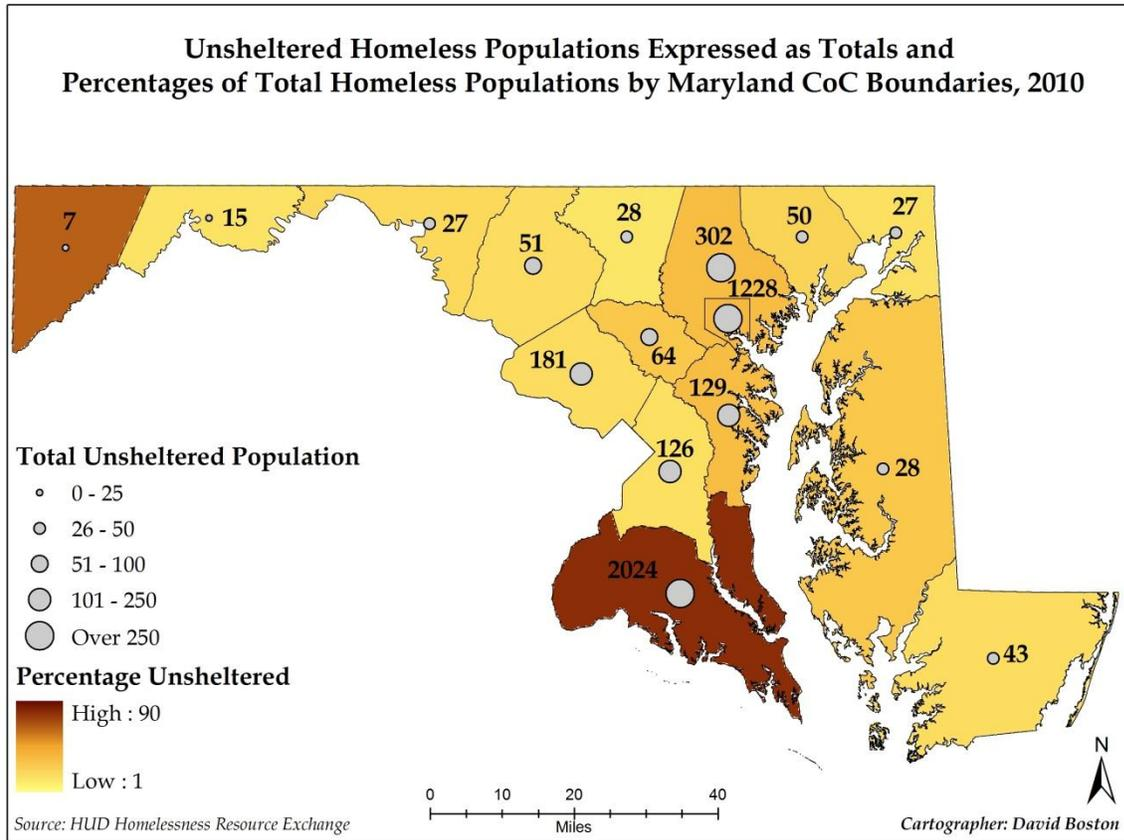 Unsheltered Homeless Populations Expressed as Totals and
Percentages of Total Homeless Populations by Maryland CoC Boundaries, 2010
7
15
27
51
28
302
50
27
1228
181
64
129
126
28
2024
43
Total Unsheltered Population
0 - 25
26 - 50
51 - 100
101 - 250
Over 250
Percentage Unsheltered
High : 90
Low : 1
0 20 40
Miles
N
Source: HUD Homelessness Resource Exchange
Cartographer: David Boston